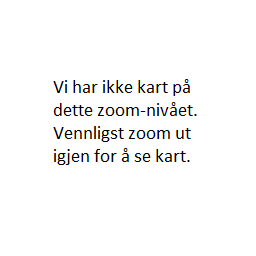 Vi har ikke kart på
dette zoom-nivået.
Vennligst zoom ut
igjen for å se kart.